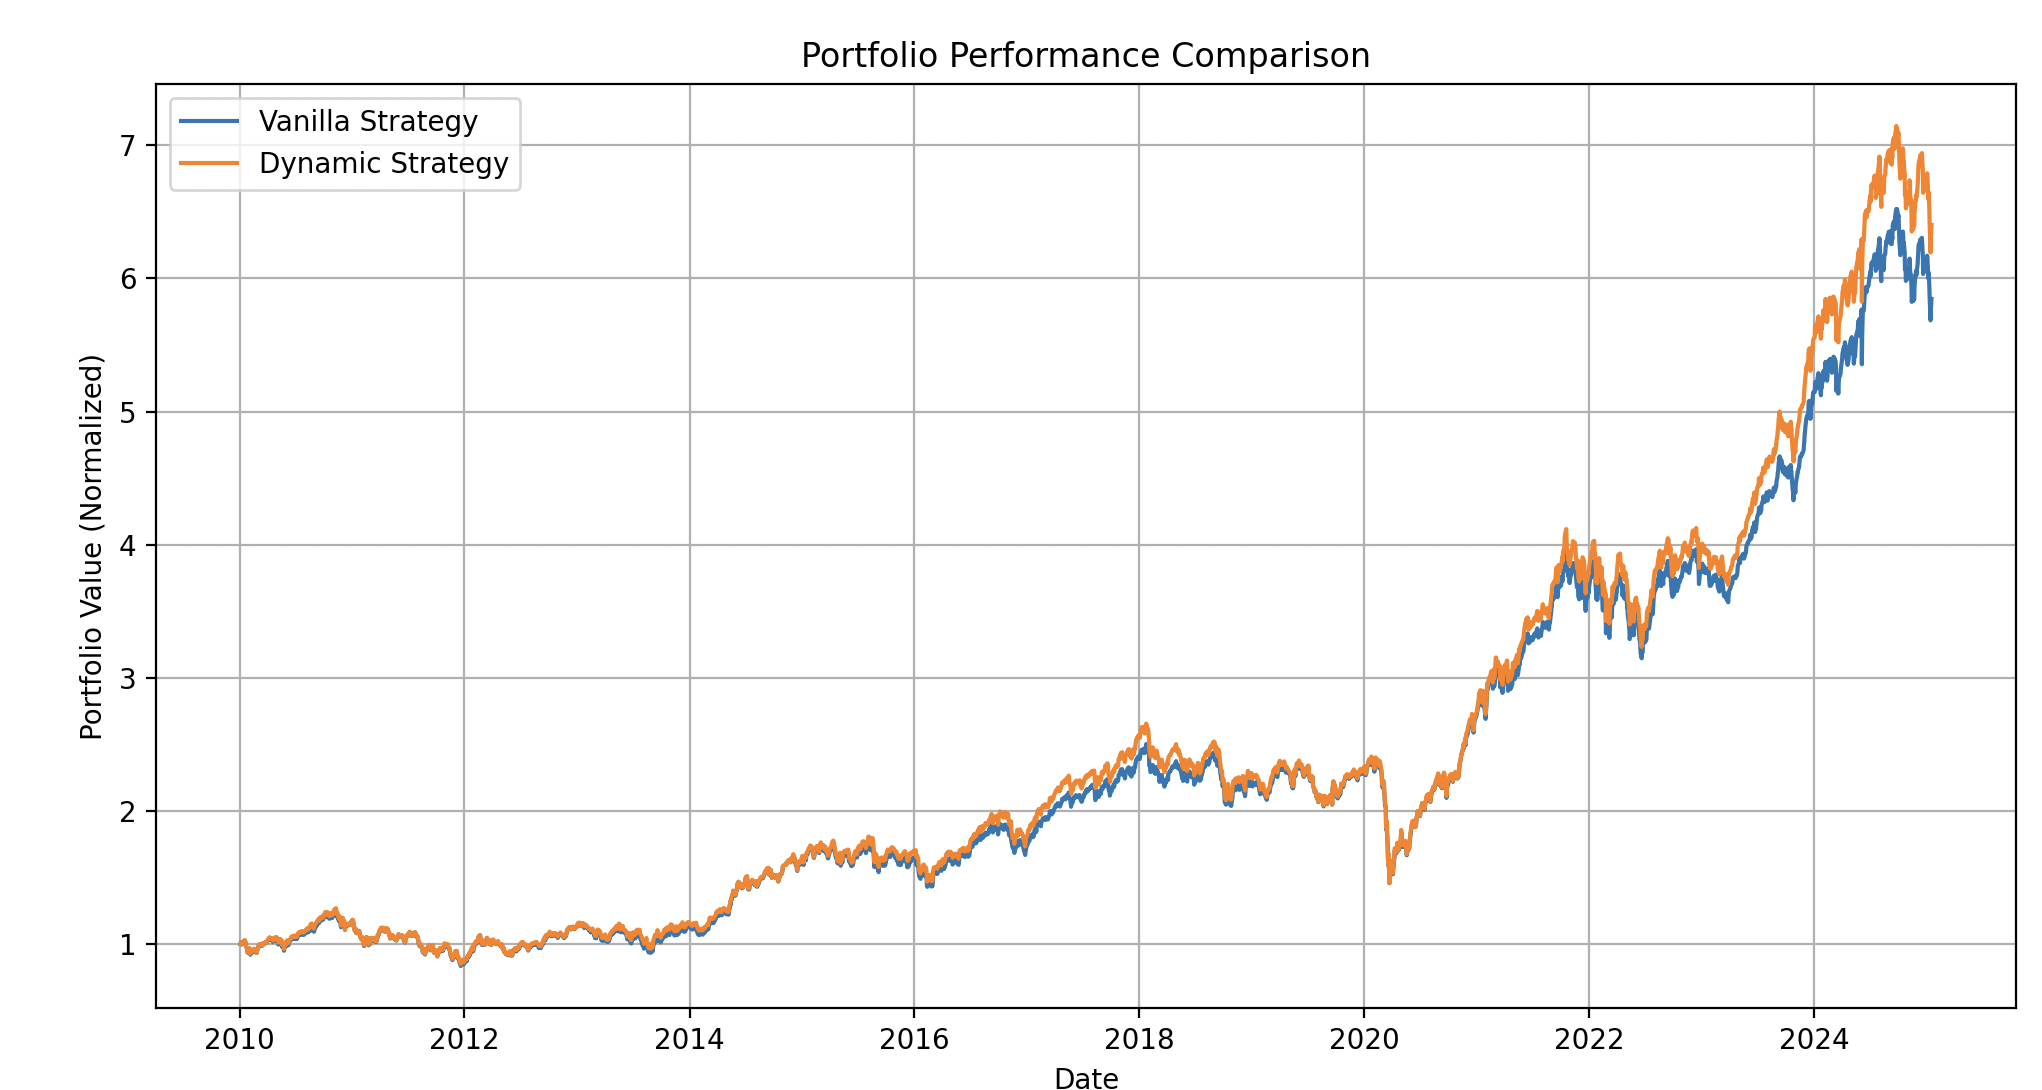 Portfolio Performance Comparison
Vanilla Strategy
Dynamic Strategy
Portfolio Value (Normalized)
7
6
5
4
3
2
1
2010 2012 2014 2016 2018 2020 2022 2024
Date